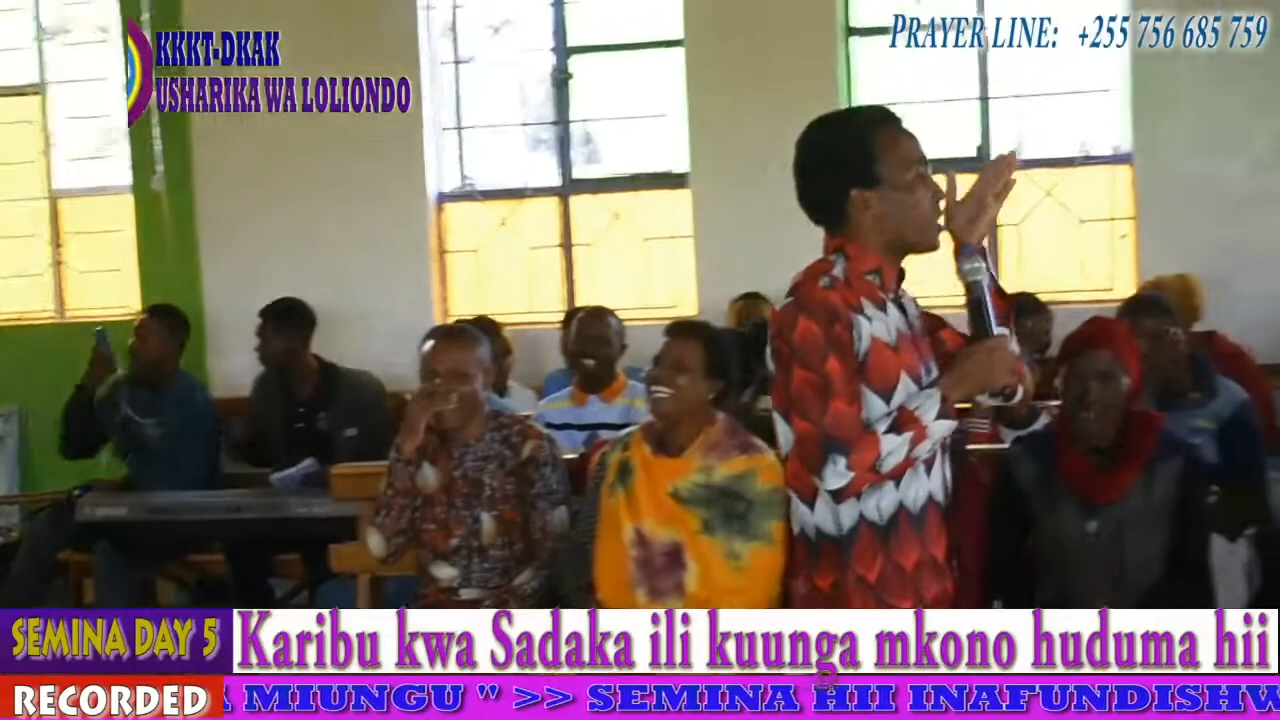 KKKT-DKAK
USHARIKA WA LOLIONDO
PRAYER LINE: +255 756 685 759
SEMINA DAY 5
Karibu kwa Sadaka ili kuunga mkono huduma hii
RECORDED
MIUNGU " >> SEMINA HII